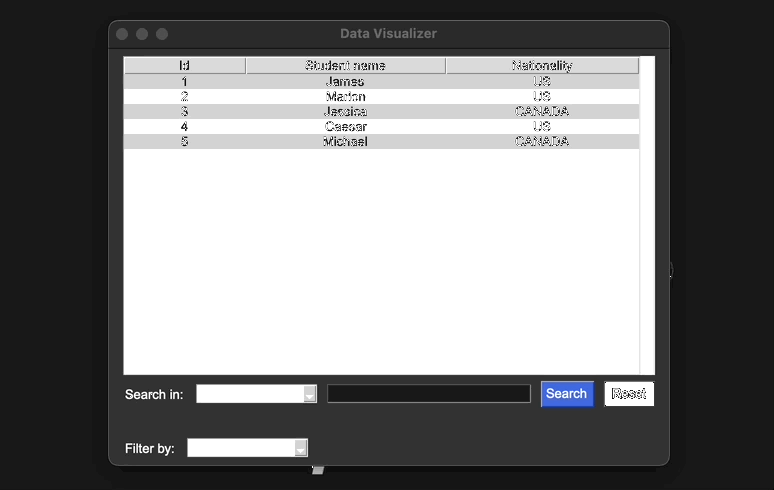 Data Visualizer
Id Student name Nationality
1 James US
2 Marion US
3 Jessica CANADA
4 Caesar US
5 Michael CANADA
Search in: Search Reset
Filter by: